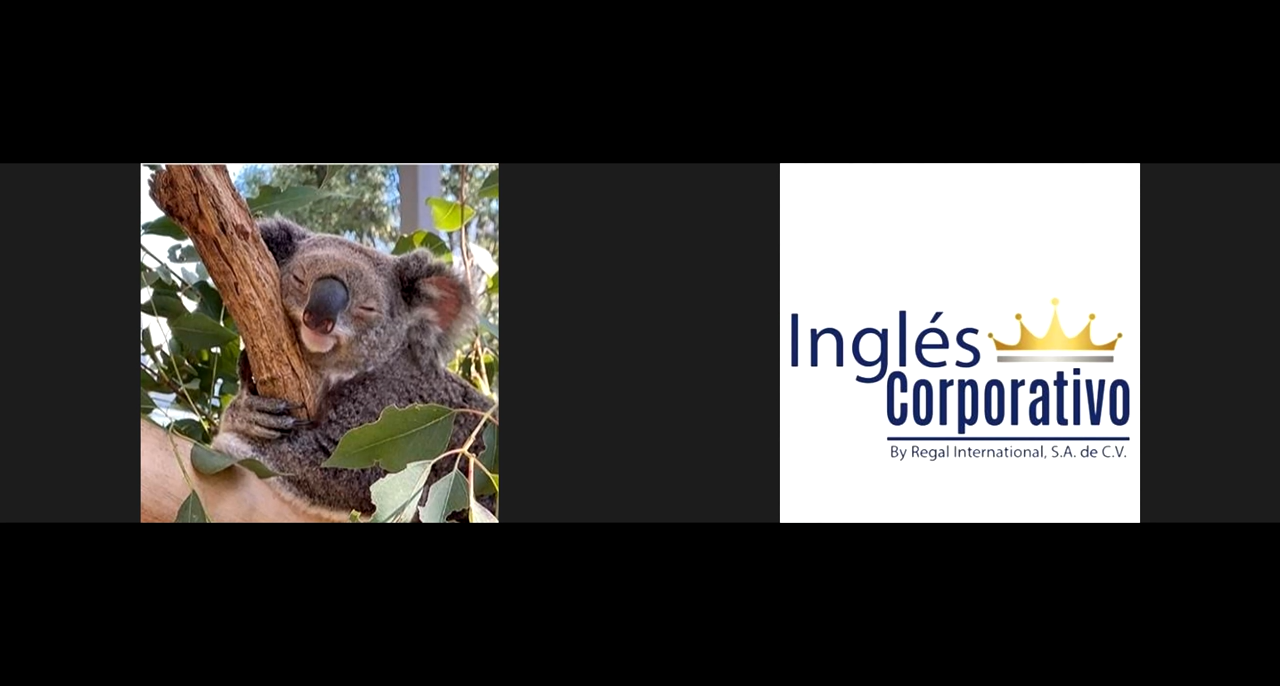 Inglés
Corporativo
By Regal International, S.A. de C.V.